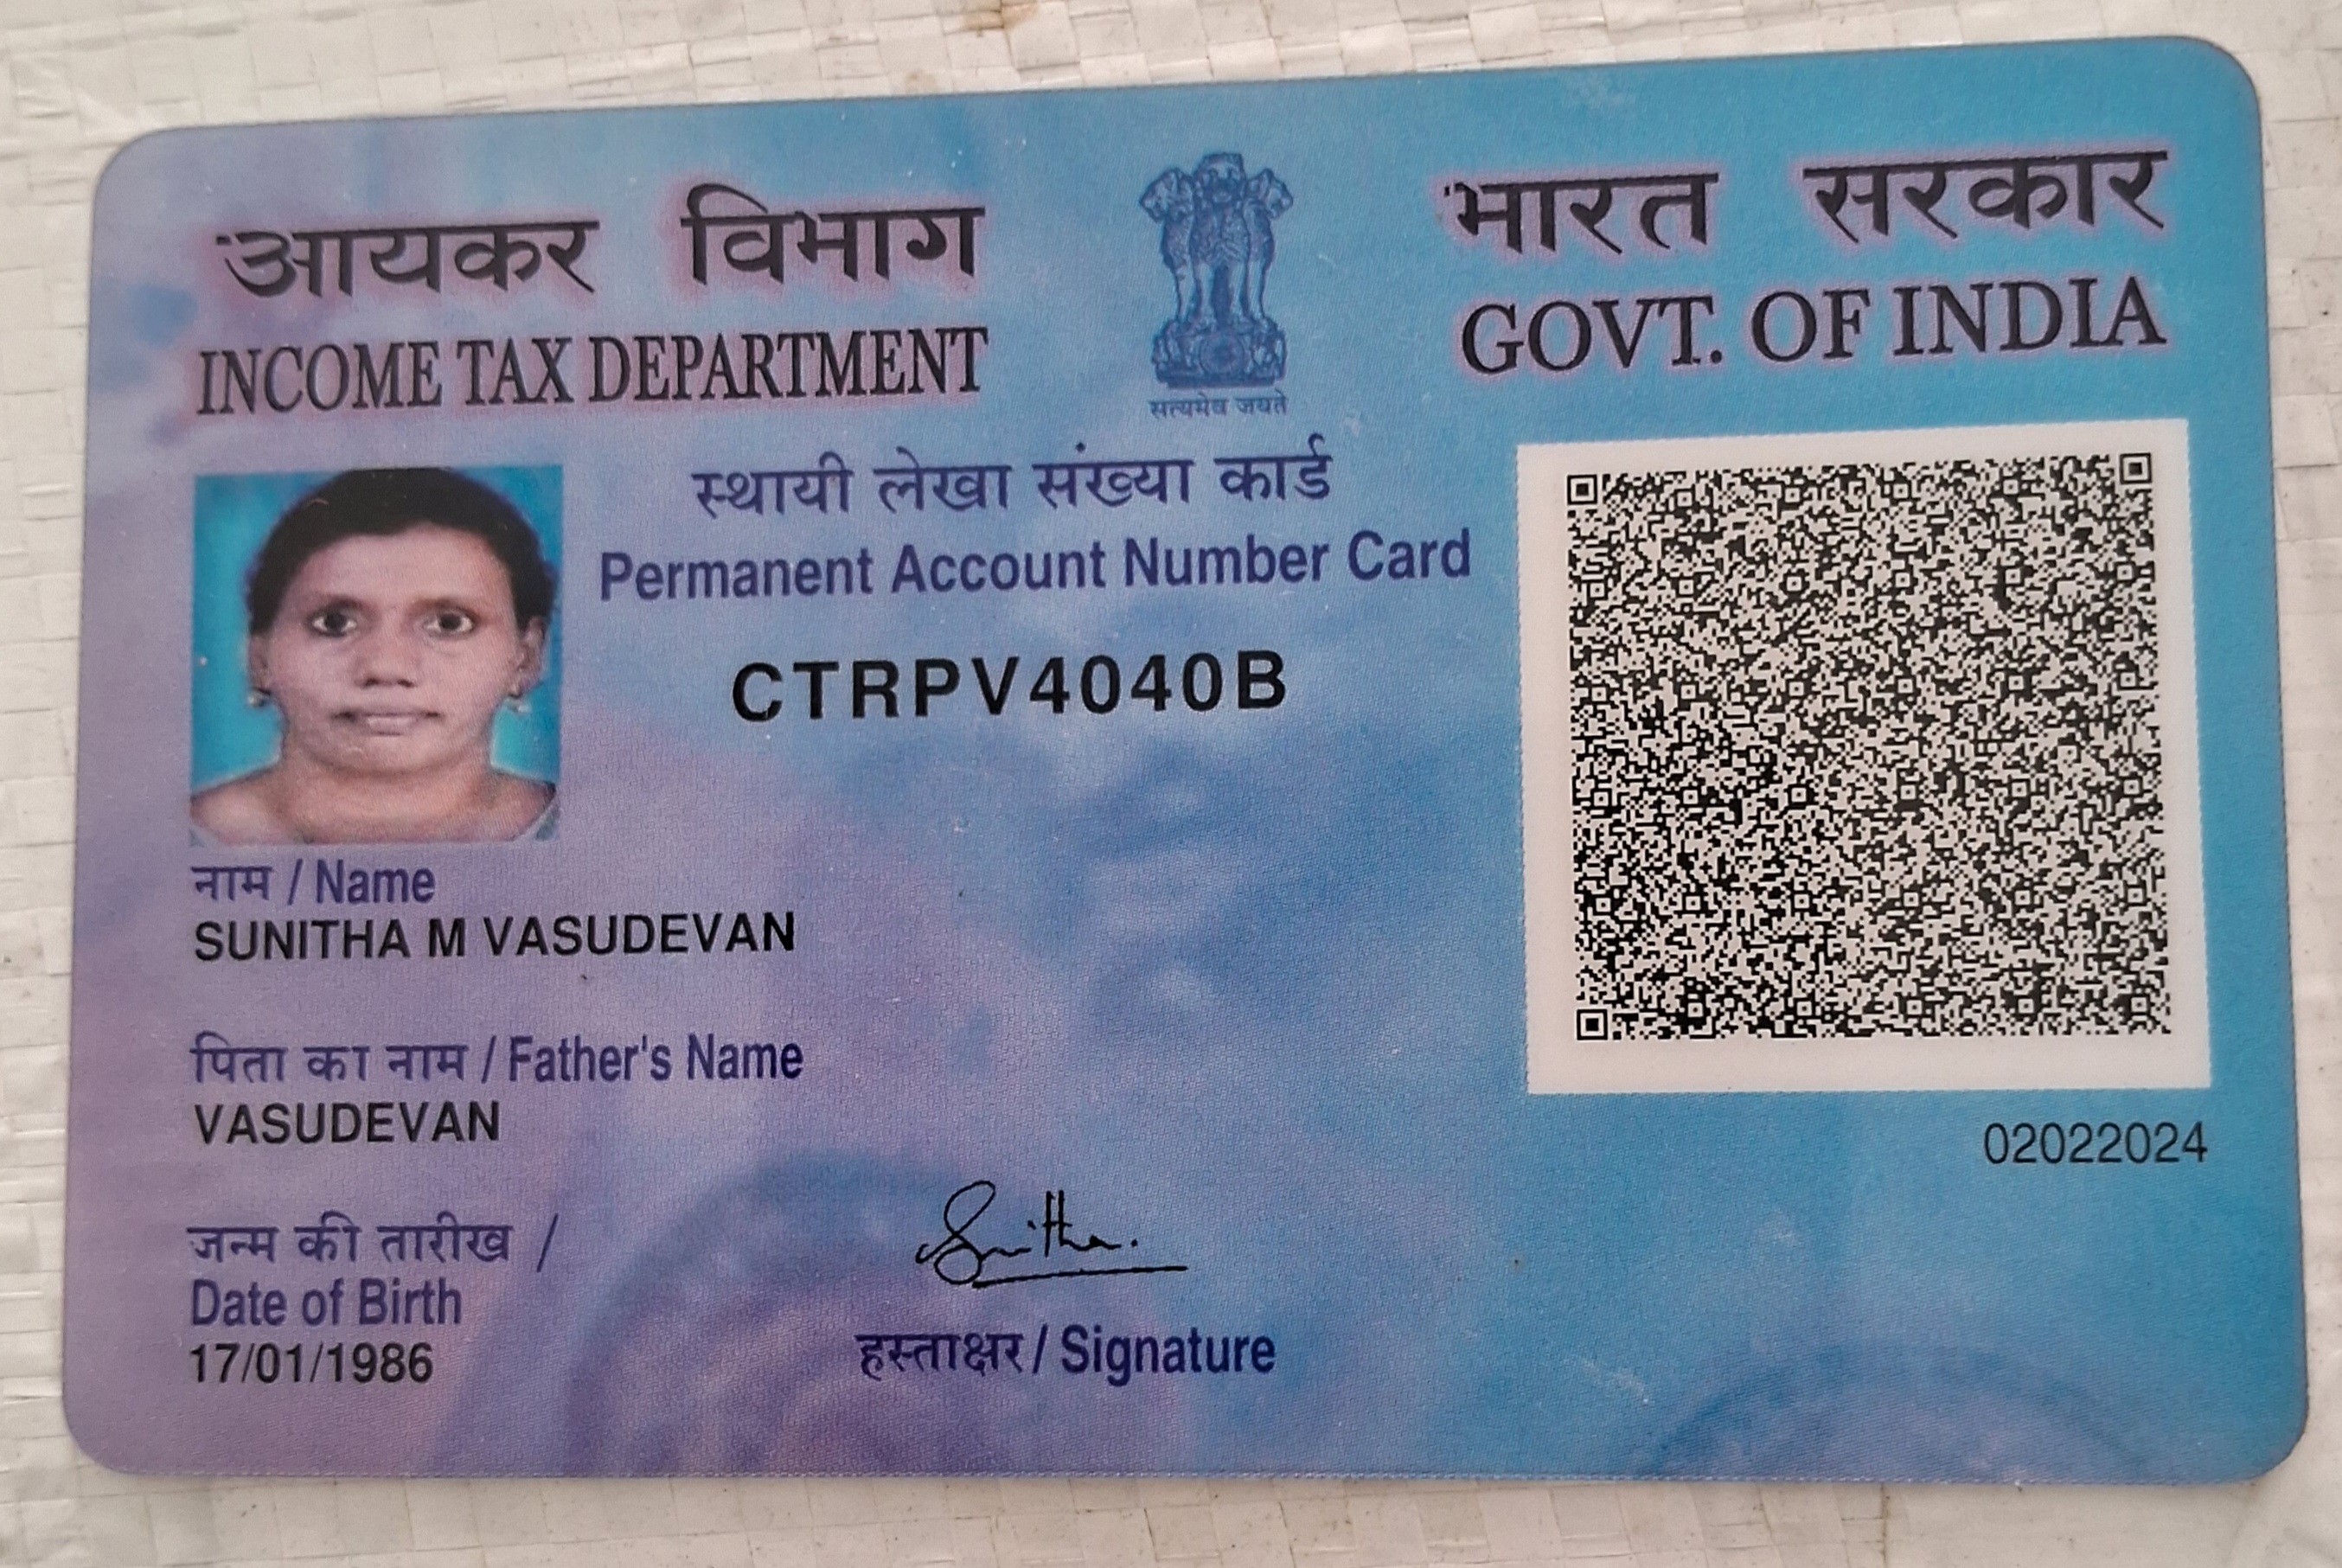 आयकर विभाग
INCOME TAX DEPARTMENT
सत्यमेव जयते
भारत सरकार
GOVT. OF INDIA
स्थायी लेखा संख्या कार्ड
Permanent Account Number Card
CTRPV4040B
नाम / Name
SUNITHA M VASUDEVAN
पिता का नाम / Father's Name
VASUDEVAN
02022024
जन्म की तारीख /
Date of Birth
17/01/1986
Sunitha.
हस्ताक्षर / Signature